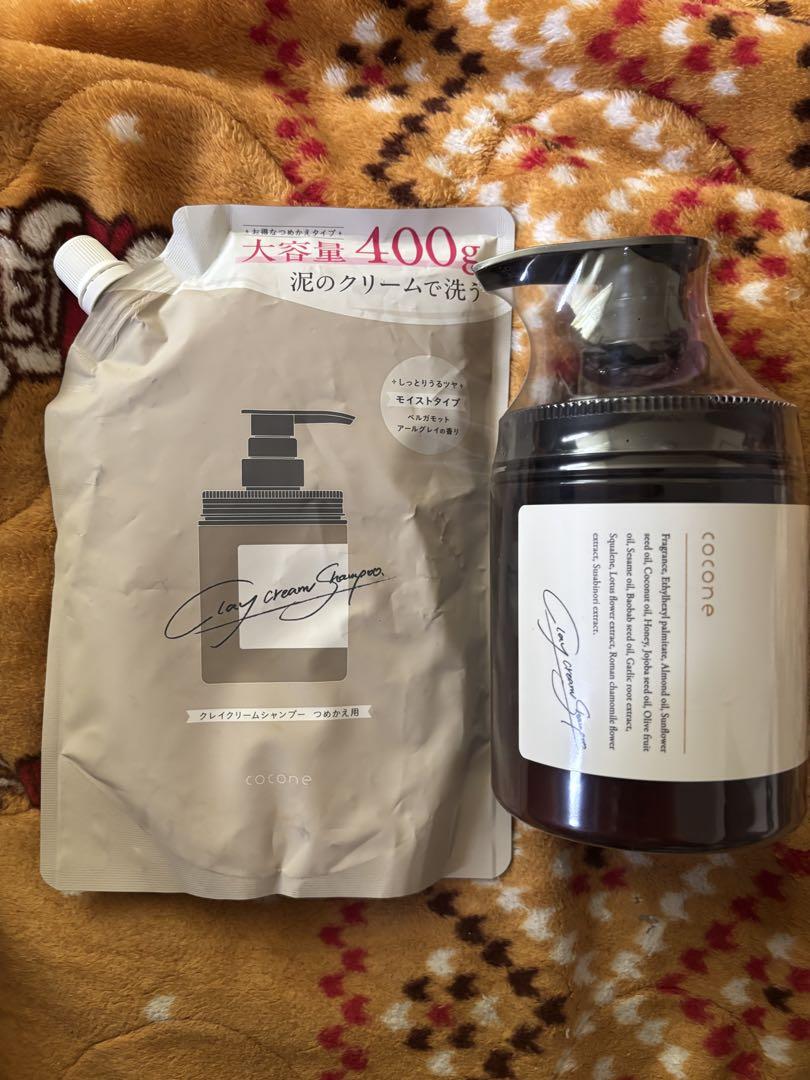 お得なつめかえタイプ
大容量 400g
泥のクリームで洗う
しっとりうるツヤ
モイストタイプ
ベルガモット
アールグレイの香り
Clay cream Shampoo.
クレイクリームシャンプー つめかえ用
cocone
cocone
Fragrance, Ethylhexyl palmitate, Almond oil, Sunflower
seed oil, Coconut oil, Honey, Jojoba seed oil, Olive fruit
oil, Sesame oil, Baobab seed oil, Garlic root extract,
Squalene, Lotus flower extract, Roman chamomile flower
extract, Susabinori extract.
Clay cream Shampoo